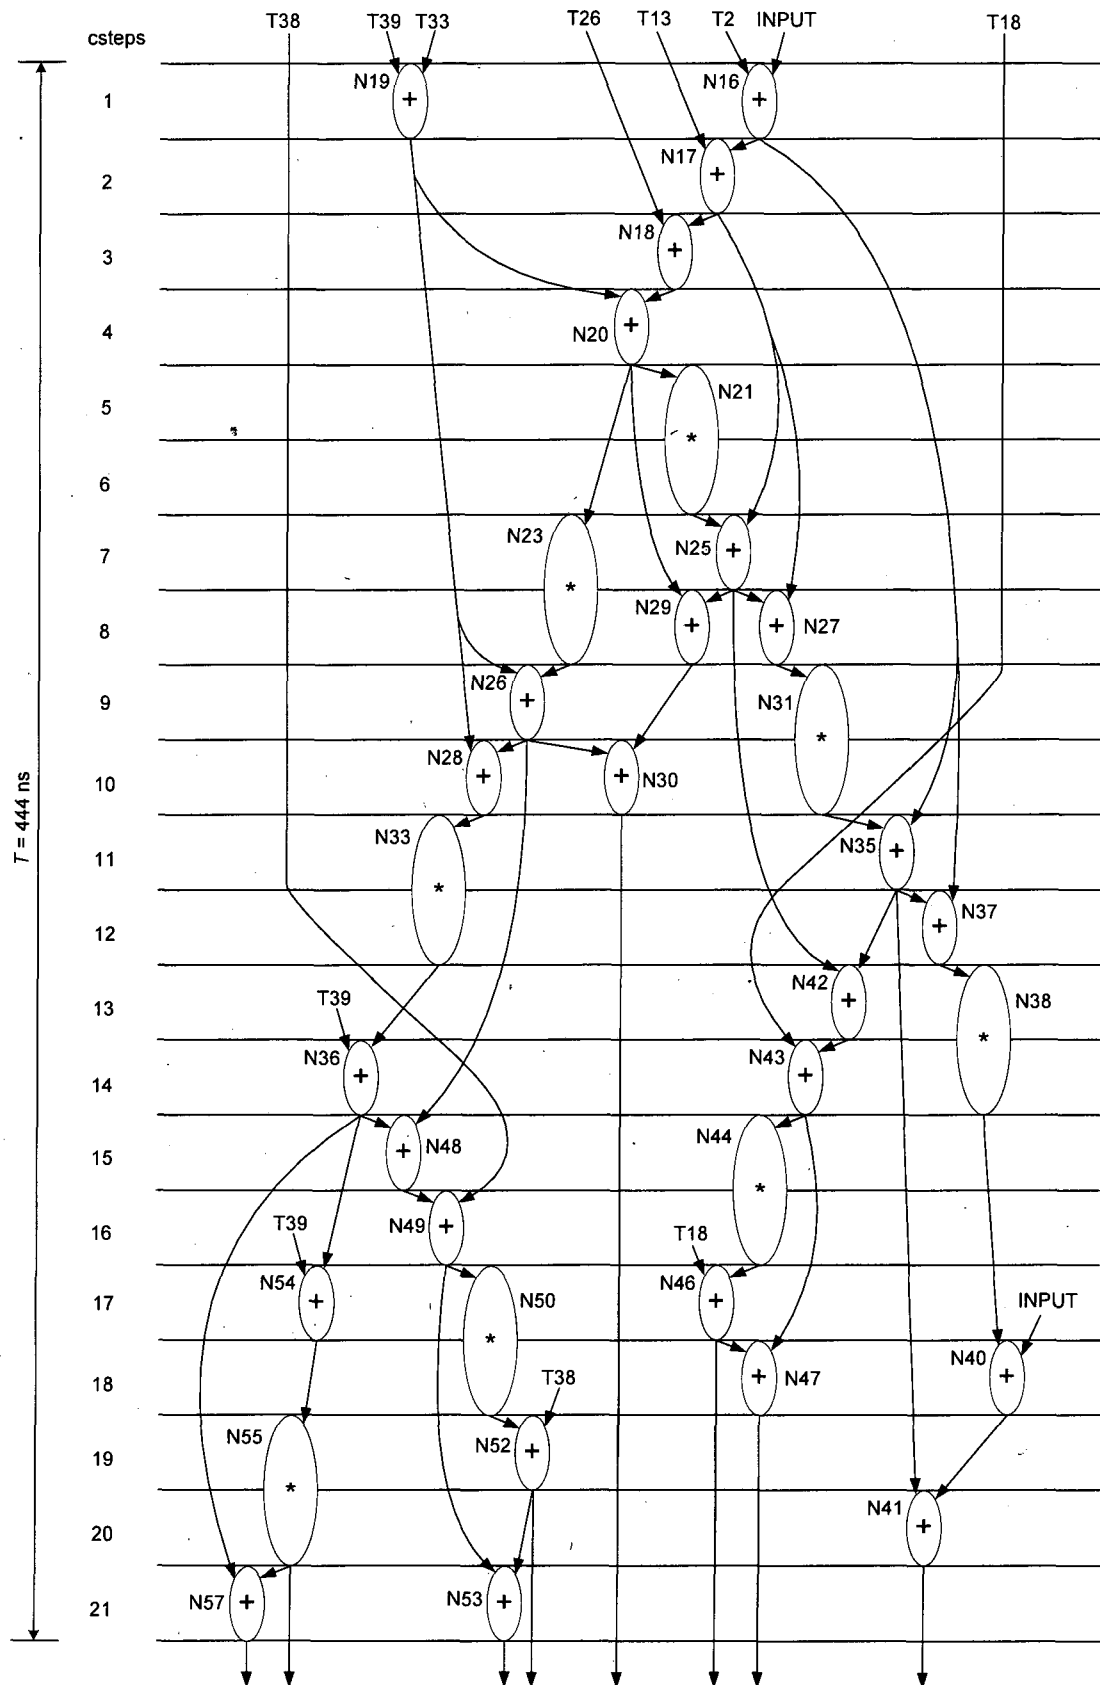 T38 T39 T33 T26 T13 T2 INPUT T18
csteps
N19 + N16 +
1
N17 +
2
N18 +
3
N20 +
4
N21
5
*
6
N23 N25 +
7
*
N29 + + N27
8
N26 + N31
9
*
N28 + + N30
10
N33 N35 +
11
*
N37 +
12
N42 + N38
13
T39
*
N36 + N43 +
14
N44
+ N48
15
*
N49 +
16
T39 T18
N54 + N50 N46 +
17
INPUT
*
+ N47 N40 +
18
T38
N55 N52 +
19
*
N41 +
20
N57 + N53 +
21
T = 444 ns